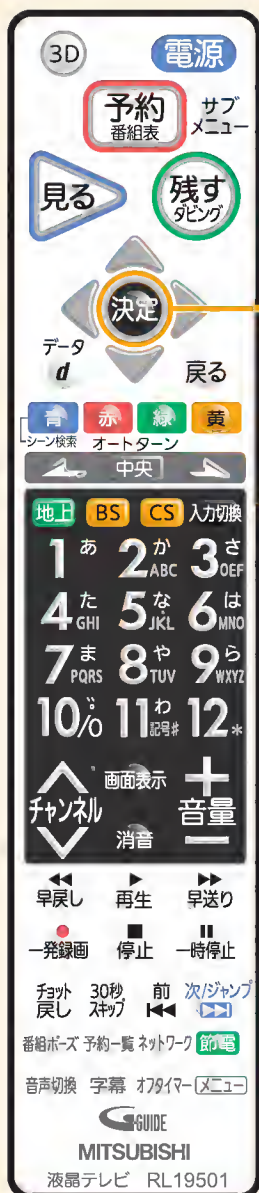 3D 電源
予約
番組表
サブ
メニュー
見る
残す
ダビング
決定
データ
d
戻る
青 赤 緑 黄
シーン検索 オートターン
中央
地上 BS CS 入力切換
1 あ 2 か ABC 3 さ DEF
4 た GHI 5 な JKL 6 は MNO
7 ま PQRS 8 や TUV 9 ら WXYZ
10/0 ゛゜ 11 わ 記号# 12 *
画面表示 +
チャンネル 音量
消音 −
◀◀ ▶ ▶▶
早戻し 再生 早送り
● ■ II
一発録画 停止 一時停止
チョット
戻し
30秒
スキップ
前
I◀◀
次/ジャンプ
▶▶I
番組ポーズ 予約一覧 ネットワーク 節電
音声切換 字幕 オフタイマー メニュー
G-GUIDE
MITSUBISHI
液晶テレビ RL19501